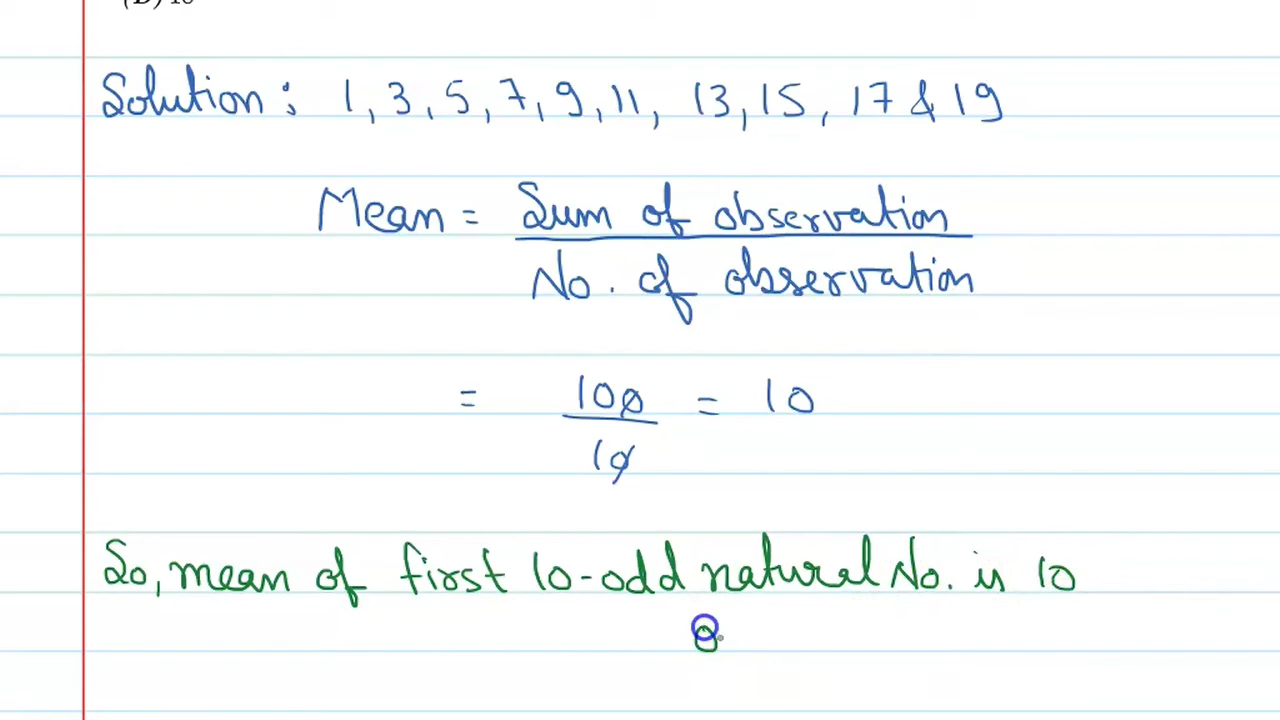 Solution: 1, 3, 5, 7, 9, 11, 13, 15, 17 & 19
Mean = Sum of observation
No. of observation
= 100 = 10
10
So, mean of first 10-odd natural No. is 10